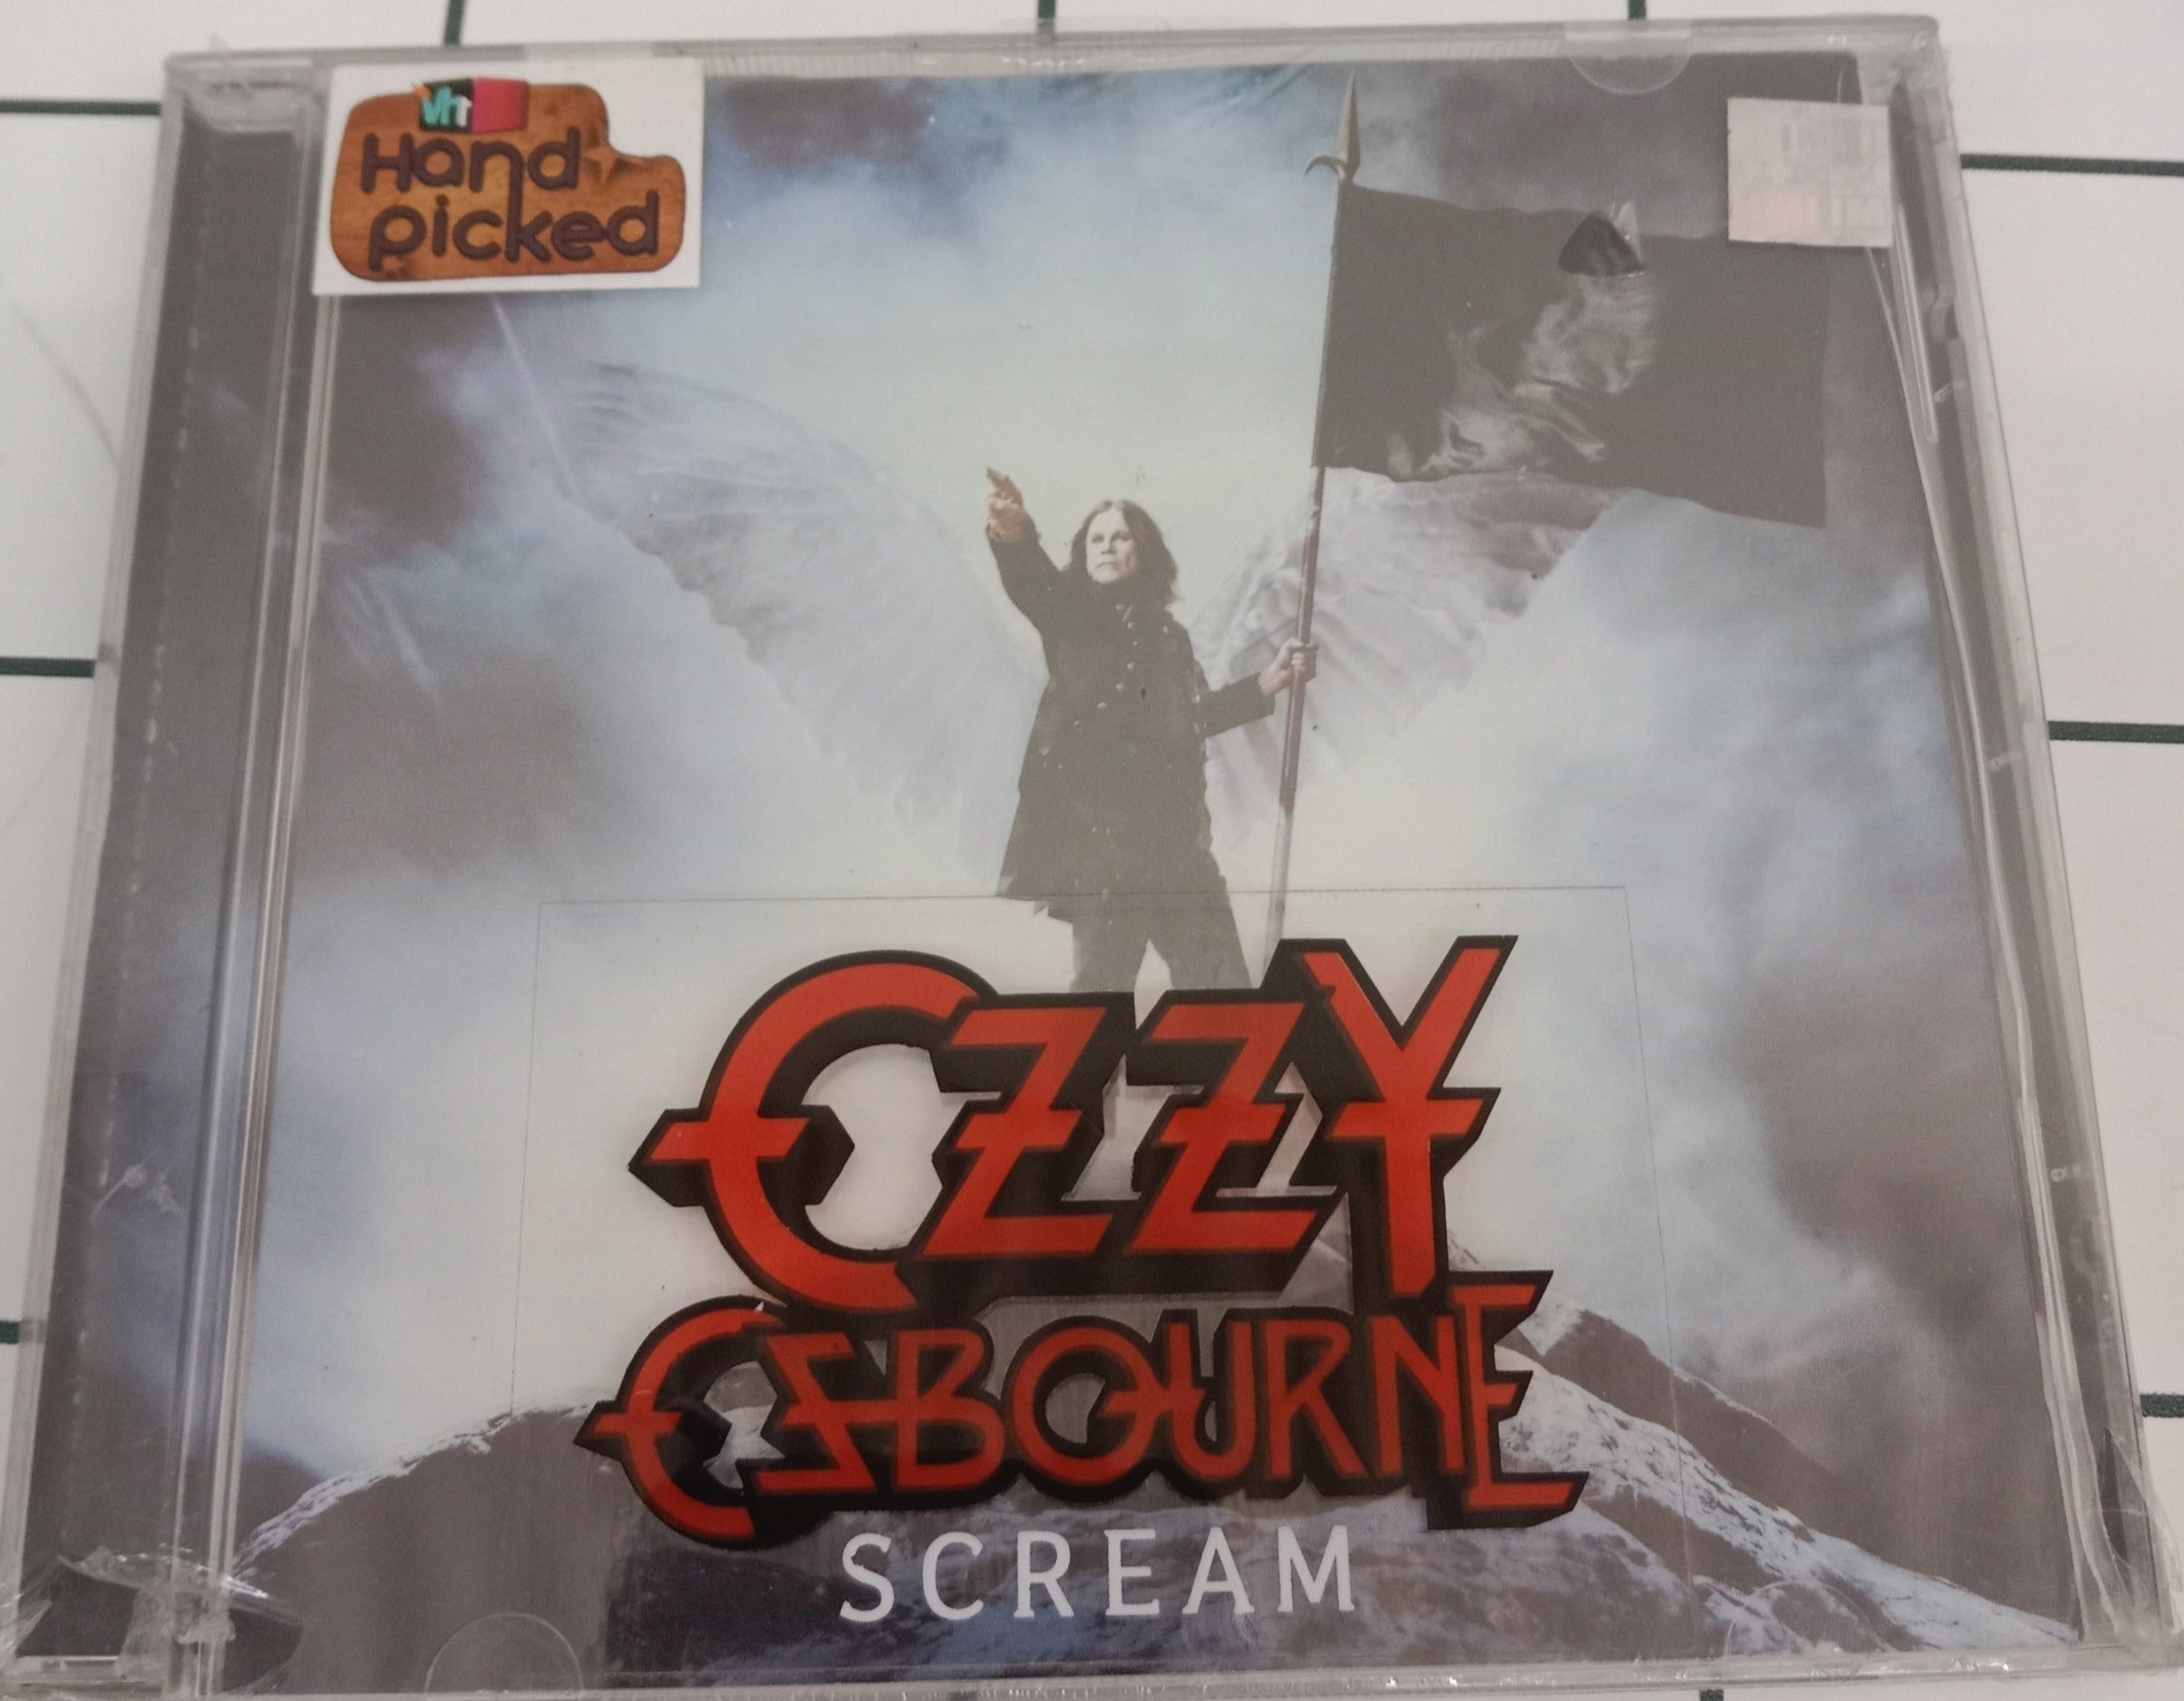 Vh1
Hand
picked
OZZY
OSBOURNE
SCREAM